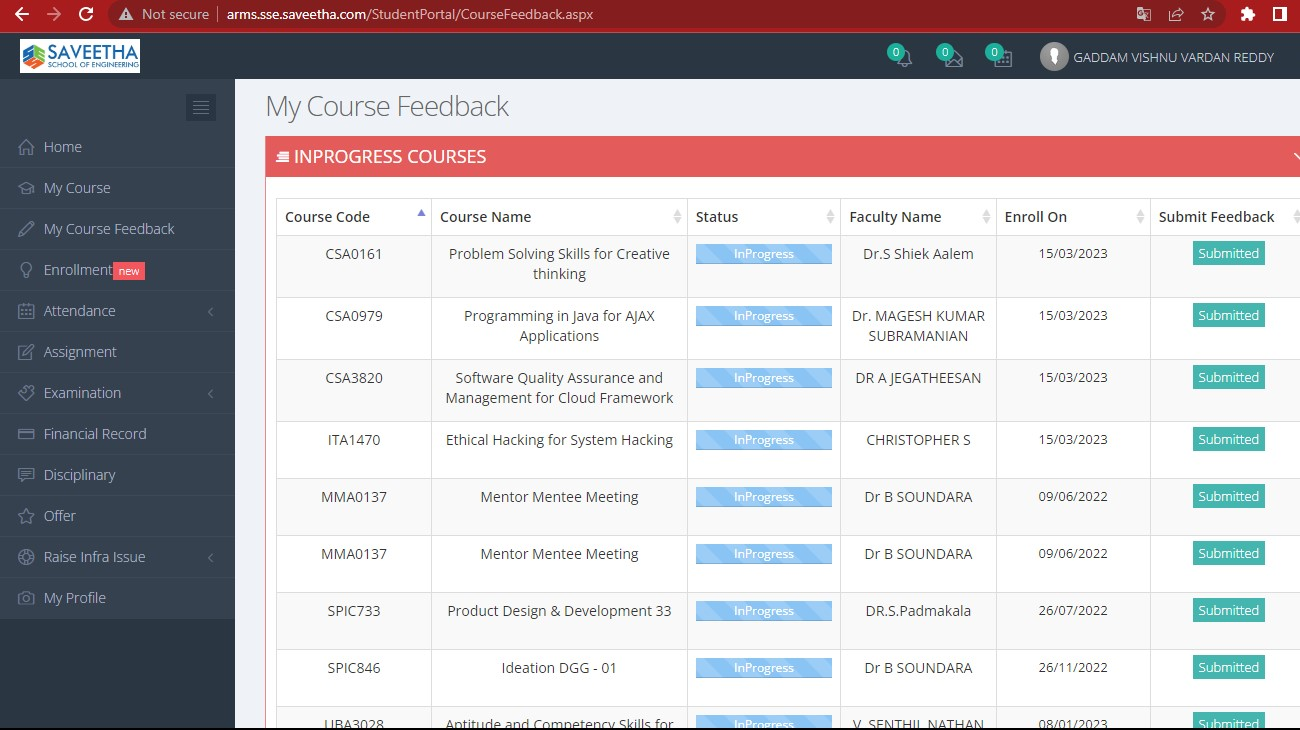 Not secure | arms.sse.saveetha.com/StudentPortal/CourseFeedback.aspx
SAVEETHA
SCHOOL OF ENGINEERING
0
0
0
GADDAM VISHNU VARDAN REDDY
Home
My Course
My Course Feedback
Enrollment new
Attendance
Assignment
Examination
Financial Record
Disciplinary
Offer
Raise Infra Issue
My Profile
My Course Feedback
INPROGRESS COURSES
Course Code Course Name Status Faculty Name Enroll On Submit Feedback
CSA0161 Problem Solving Skills for Creative InProgress Dr.S Shiek Aalem 15/03/2023 Submitted
thinking
CSA0979 Programming in Java for AJAX InProgress Dr. MAGESH KUMAR 15/03/2023 Submitted
Applications SUBRAMANIAN
CSA3820 Software Quality Assurance and InProgress DR A JEGATHEESAN 15/03/2023 Submitted
Management for Cloud Framework
ITA1470 Ethical Hacking for System Hacking InProgress CHRISTOPHER S 15/03/2023 Submitted
MMA0137 Mentor Mentee Meeting InProgress Dr B SOUNDARA 09/06/2022 Submitted
MMA0137 Mentor Mentee Meeting InProgress Dr B SOUNDARA 09/06/2022 Submitted
SPIC733 Product Design & Development 33 InProgress DR.S.Padmakala 26/07/2022 Submitted
SPIC846 Ideation DGG - 01 InProgress Dr B SOUNDARA 26/11/2022 Submitted
UBA3028 Aptitude and Competency Skills for InProgress V. SENTHIL NATHAN 08/01/2023 Submitted